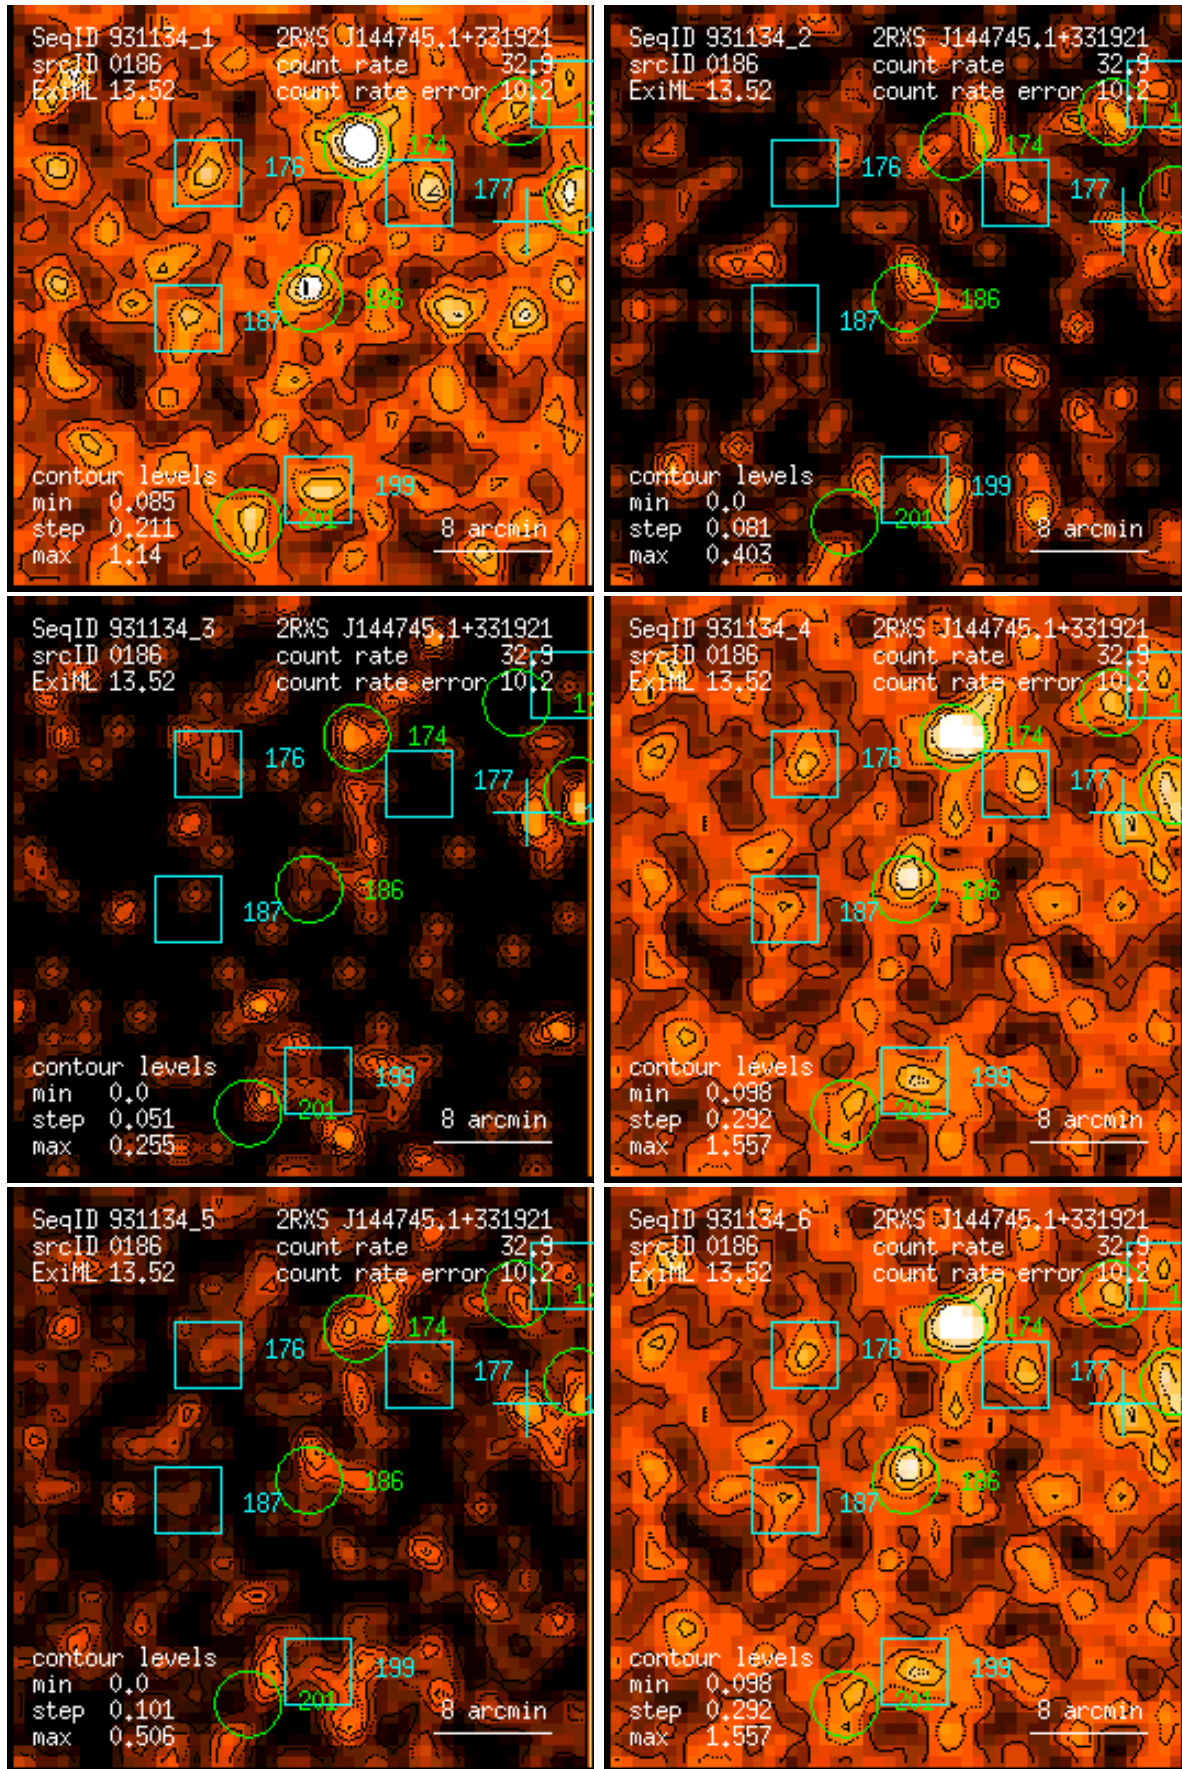 SeqID 931134_1 2RXS J144745.1+331921
srcID 0186 count rate 32.9
ExiML 13.52 count rate error 10.2
174
176
177
186
187
199
contour levels
min 0.085
201
step 0.211 8 arcmin
max 1.14
SeqID 931134_2 2RXS J144745.1+331921
srcID 0186 count rate 32.9
ExiML 13.52 count rate error 10.2
174
176
177
186
187
199
contour levels
min 0.0
201
step 0.081 8 arcmin
max 0.403
SeqID 931134_3 2RXS J144745.1+331921
srcID 0186 count rate 32.9
ExiML 13.52 count rate error 10.2
174
176
177
186
187
contour levels
199
min 0.0
201
step 0.051 8 arcmin
max 0.255
SeqID 931134_4 2RXS J144745.1+331921
srcID 0186 count rate 32.9
ExiML 13.52 count rate error 10.2
174
176
177
186
187
contour levels
199
min 0.098
201
step 0.292 8 arcmin
max 1.557
SeqID 931134_5 2RXS J144745.1+331921
srcID 0186 count rate 32.9
ExiML 13.52 count rate error 10.2
174
176
177
186
187
contour levels
199
min 0.0
201
step 0.101 8 arcmin
max 0.506
SeqID 931134_6 2RXS J144745.1+331921
srcID 0186 count rate 32.9
ExiML 13.52 count rate error 10.2
174
176
177
186
187
contour levels
199
min 0.098
201
step 0.292 8 arcmin
max 1.557